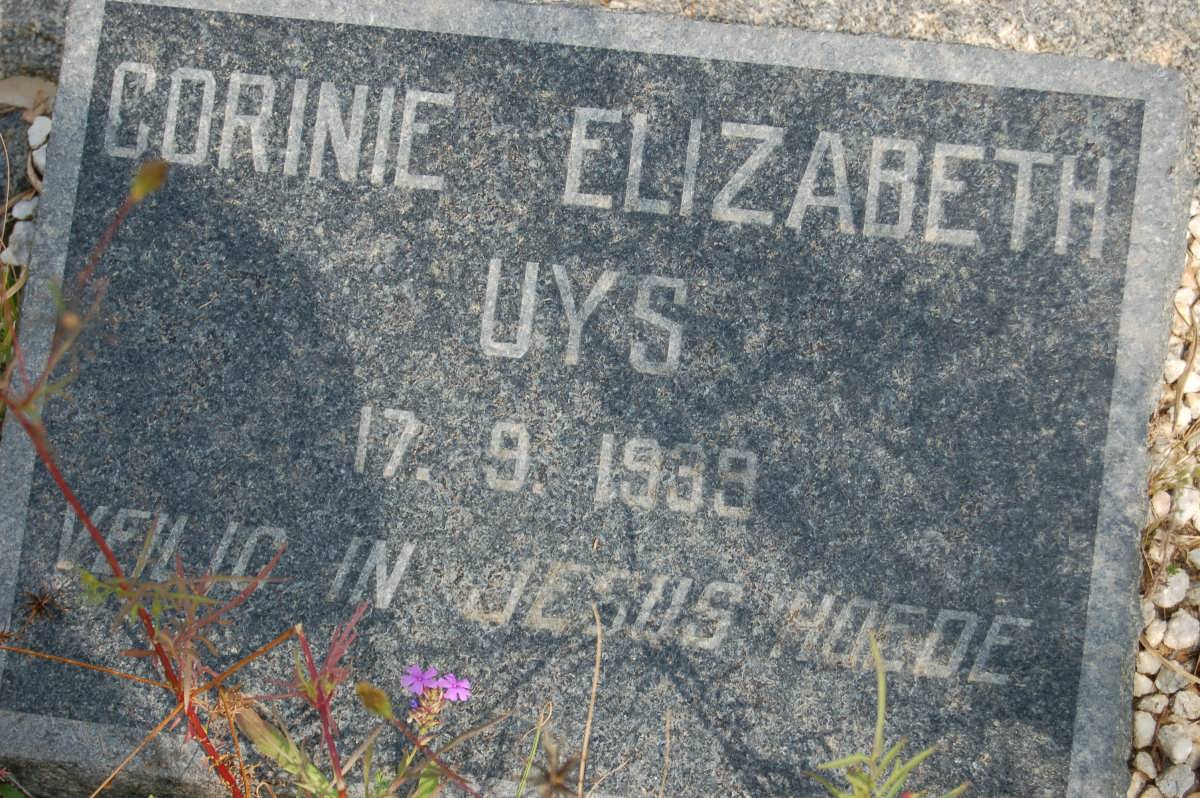 CORINIE ELIZABETH
UYS
17. 9. 1939
VEILIG IN JESUS HOEDE